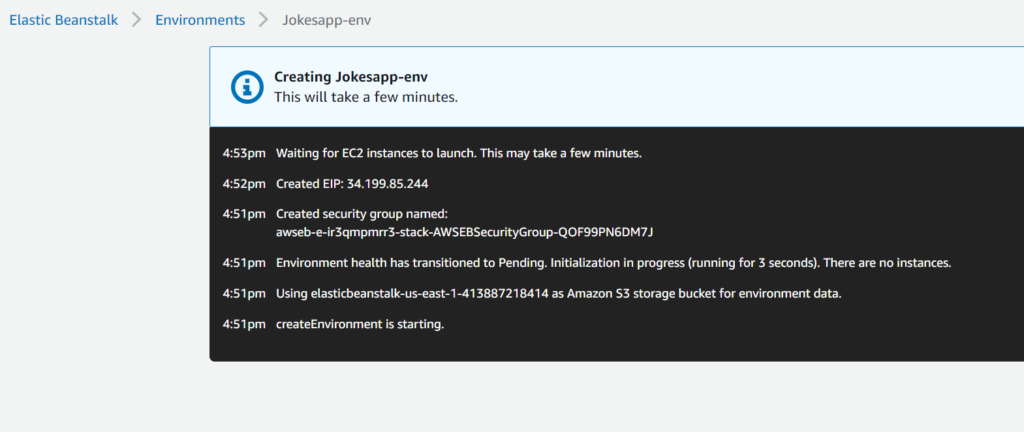 Elastic Beanstalk > Environments > Jokesapp-env
Creating Jokesapp-env
This will take a few minutes.
4:53pm Waiting for EC2 instances to launch. This may take a few minutes.
4:52pm Created EIP: 34.199.85.244
4:51pm Created security group named:
awseb-e-ir3qmpmrr3-stack-AWSEBSecurityGroup-QOF99PN6DM7J
4:51pm Environment health has transitioned to Pending. Initialization in progress (running for 3 seconds). There are no instances.
4:51pm Using elasticbeanstalk-us-east-1-413887218414 as Amazon S3 storage bucket for environment data.
4:51pm createEnvironment is starting.